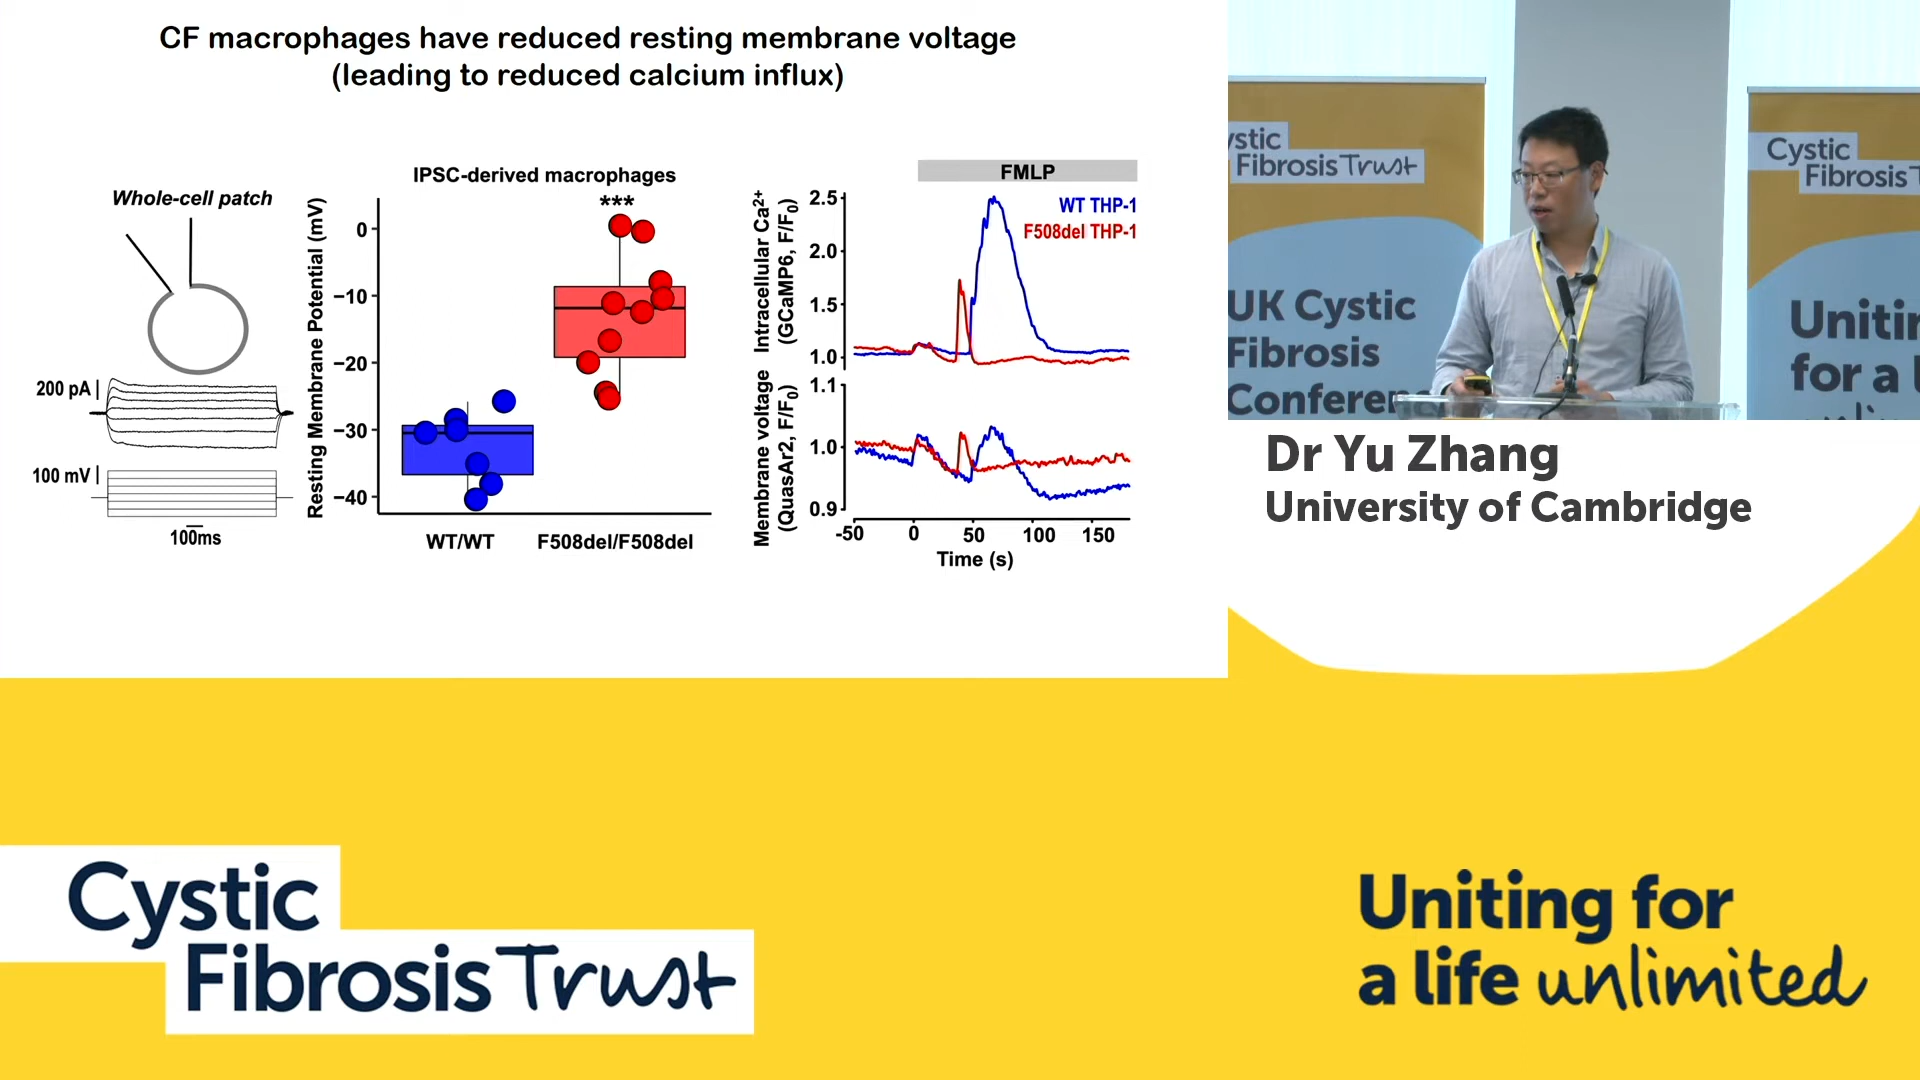 CF macrophages have reduced resting membrane voltage
(leading to reduced calcium influx)
Whole-cell patch
200 pA
100 mV
100ms
IPSC-derived macrophages
***
Resting Membrane Potential (mV)
0
−10
−20
−30
−40
WT/WT
F508del/F508del
FMLP
WT THP-1
F508del THP-1
Intracellular Ca2+
(GCaMP6, F/F0)
2.5
2.0
1.5
1.0
Membrane voltage
(QuasAr2, F/F0)
1.1
1.0
0.9
-50
0
50
100
150
Time (s)
ystic
Fibrosis Trust
UK Cystic
Fibrosis
Conferen
Cystic
Fibrosis T
Unitin
for a l
Dr Yu Zhang
University of Cambridge
Cystic
Fibrosis Trust
Uniting for
a life unlimited